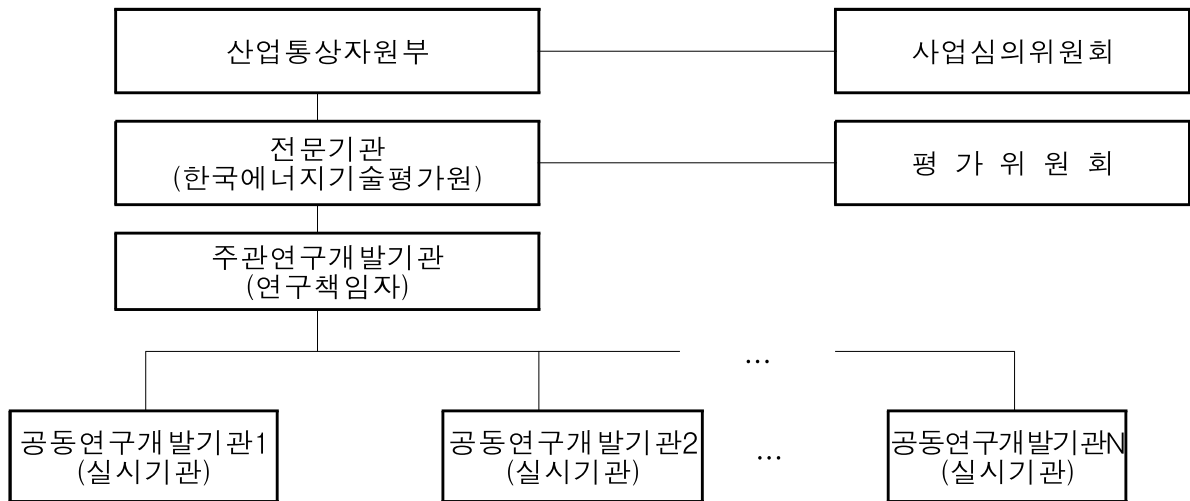 산업통상자원부
사업심의위원회
전문기관
(한국에너지기술평가원)
평 가 위 원 회
주관연구개발기관
(연구책임자)
...
공동연구개발기관1
(실시기관)
공동연구개발기관2
(실시기관)
...
공동연구개발기관N
(실시기관)